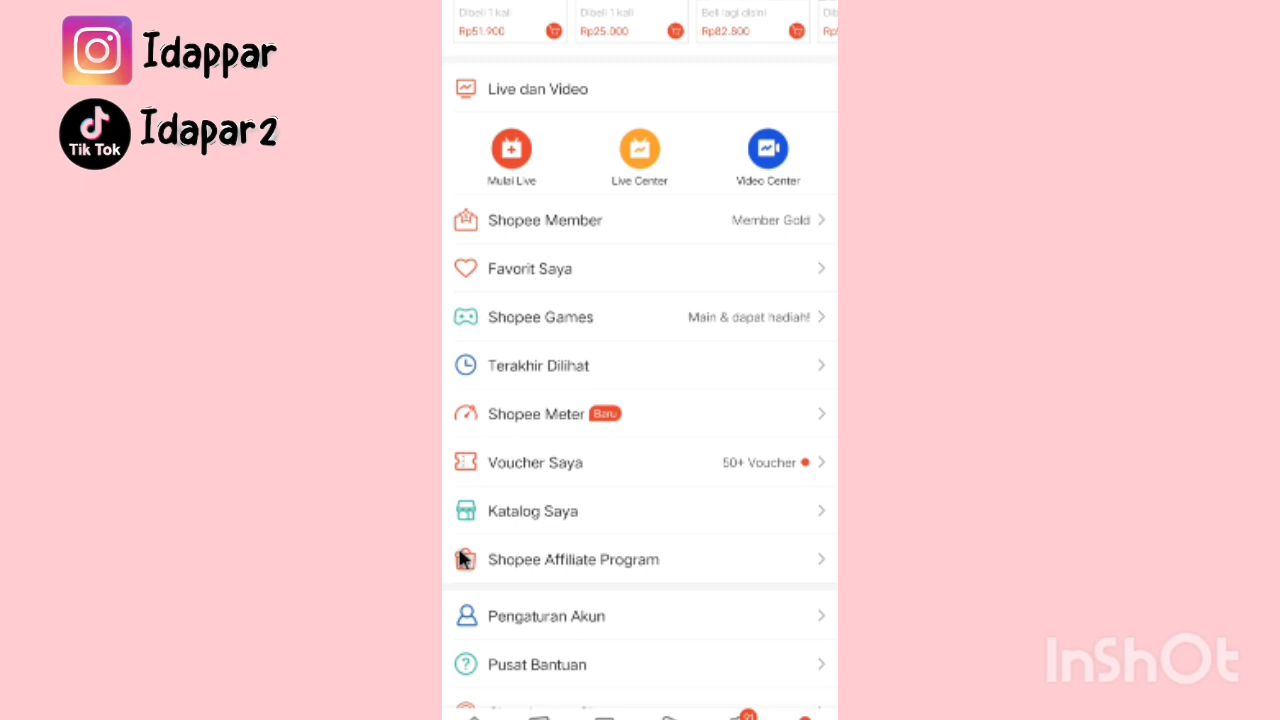 Idappar
Tik Tok
Idapar2
Dibeli 1 kali
Dibeli 1 kali
Beli lagi disini
Rp51.900
Rp25.000
Rp82.800
Live dan Video
Mulai Live
Live Center
Video Center
Shopee Member
Member Gold
Favorit Saya
Shopee Games
Main & dapat hadiah!
Terakhir Dilihat
Shopee Meter
Baru
Voucher Saya
50+ Voucher
Katalog Saya
Shopee Affiliate Program
Pengaturan Akun
Pusat Bantuan
InShOt